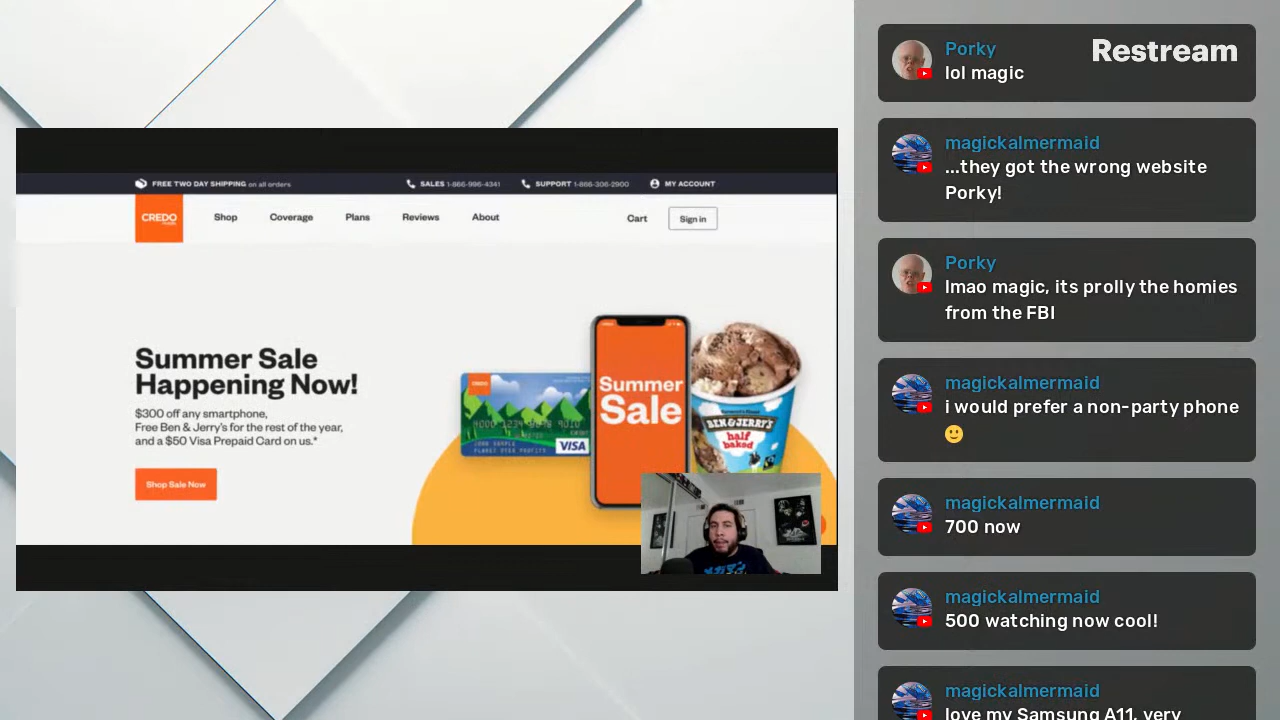 FREE TWO DAY SHIPPING on all orders
SALES 1-866-996-4341
SUPPORT 1-866-306-2900
MY ACCOUNT
CREDO
Shop
Coverage
Plans
Reviews
About
Cart
Sign in
Summer Sale
Happening Now!
$300 off any smartphone,
Free Ben & Jerry's for the rest of the year,
and a $50 Visa Prepaid Card on us.*
Shop Sale Now
CREDO
VISA
Summer
Sale
BEN & JERRY'S
half
baked
メガマン
Restream
Porky
lol magic
magickalmermaid
...they got the wrong website
Porky!
Porky
lmao magic, its prolly the homies
from the FBI
magickalmermaid
i would prefer a non-party phone
🙂
magickalmermaid
700 now
magickalmermaid
500 watching now cool!
magickalmermaid
love my Samsung A11, very